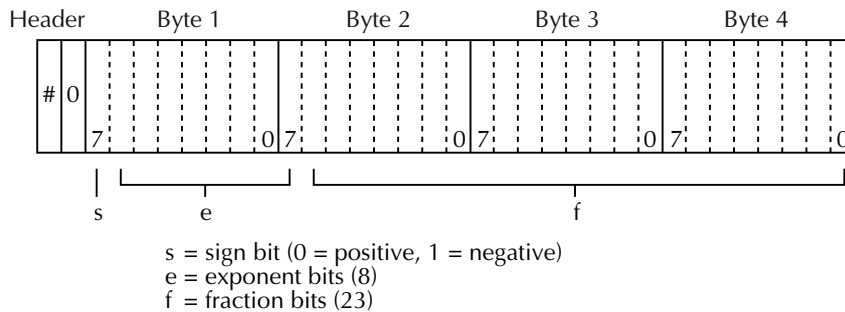 Header Byte 1 Byte 2 Byte 3 Byte 4
# 0
7 0 7 0 7 0 7 0
s e f
s = sign bit (0 = positive, 1 = negative)
e = exponent bits (8)
f = fraction bits (23)